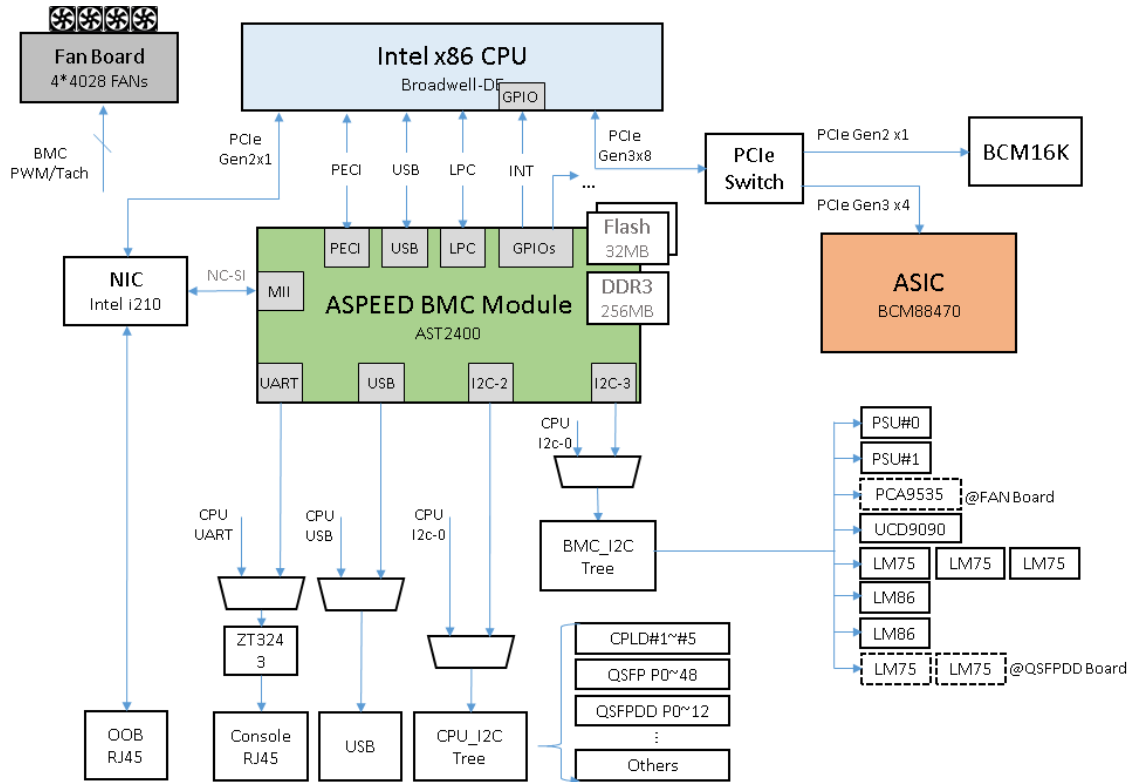 Fan Board
4*4028 FANs
Intel x86 CPU
Broadwell-DE
GPIO
BMC
PWM/Tach
PCIe
Gen2x1
PECI
USB
LPC
INT
...
PCIe
Gen3x8
PCIe
Switch
PCIe Gen2 x1
BCM16K
PCIe Gen3 x4
ASIC
BCM88470
NIC
Intel i210
NC-SI
MII
PECI
USB
LPC
GPIOs
Flash
32MB
DDR3
256MB
ASPEED BMC Module
AST2400
UART
USB
I2C-2
I2C-3
CPU
I2c-0
CPU
UART
CPU
USB
CPU
I2c-0
BMC_I2C
Tree
PSU#0
PSU#1
PCA9535 @FAN Board
UCD9090
LM75 LM75 LM75
LM86
LM86
LM75 LM75 @QSFPDD Board
ZT324
3
CPLD#1~#5
QSFP P0~48
QSFPDD P0~12
⋮
Others
OOB
RJ45
Console
RJ45
USB
CPU_I2C
Tree